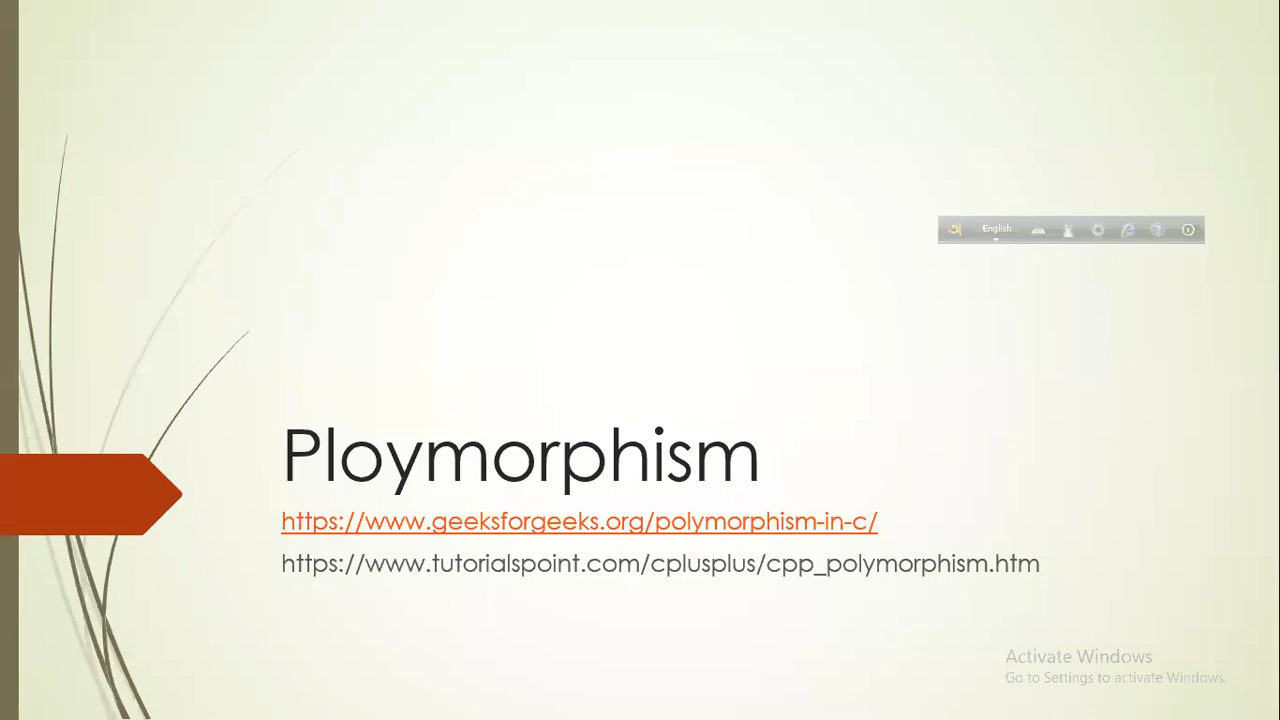 English
Ploymorphism
https://www.geeksforgeeks.org/polymorphism-in-c/
https://www.tutorialspoint.com/cplusplus/cpp_polymorphism.htm
Activate Windows
Go to Settings to activate Windows.